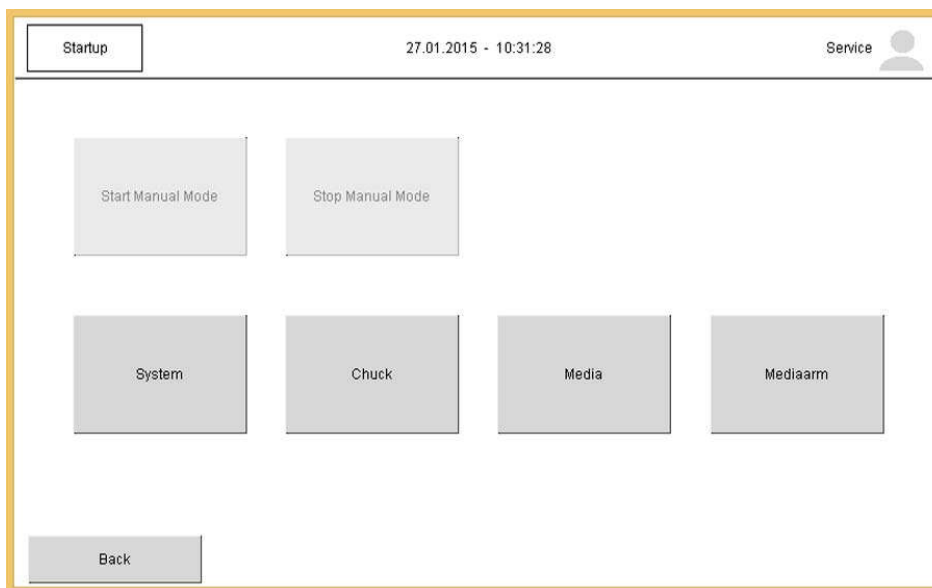 Startup 27.01.2015 - 10:31:28 Service
Start Manual Mode Stop Manual Mode
System Chuck Media Mediaarm
Back